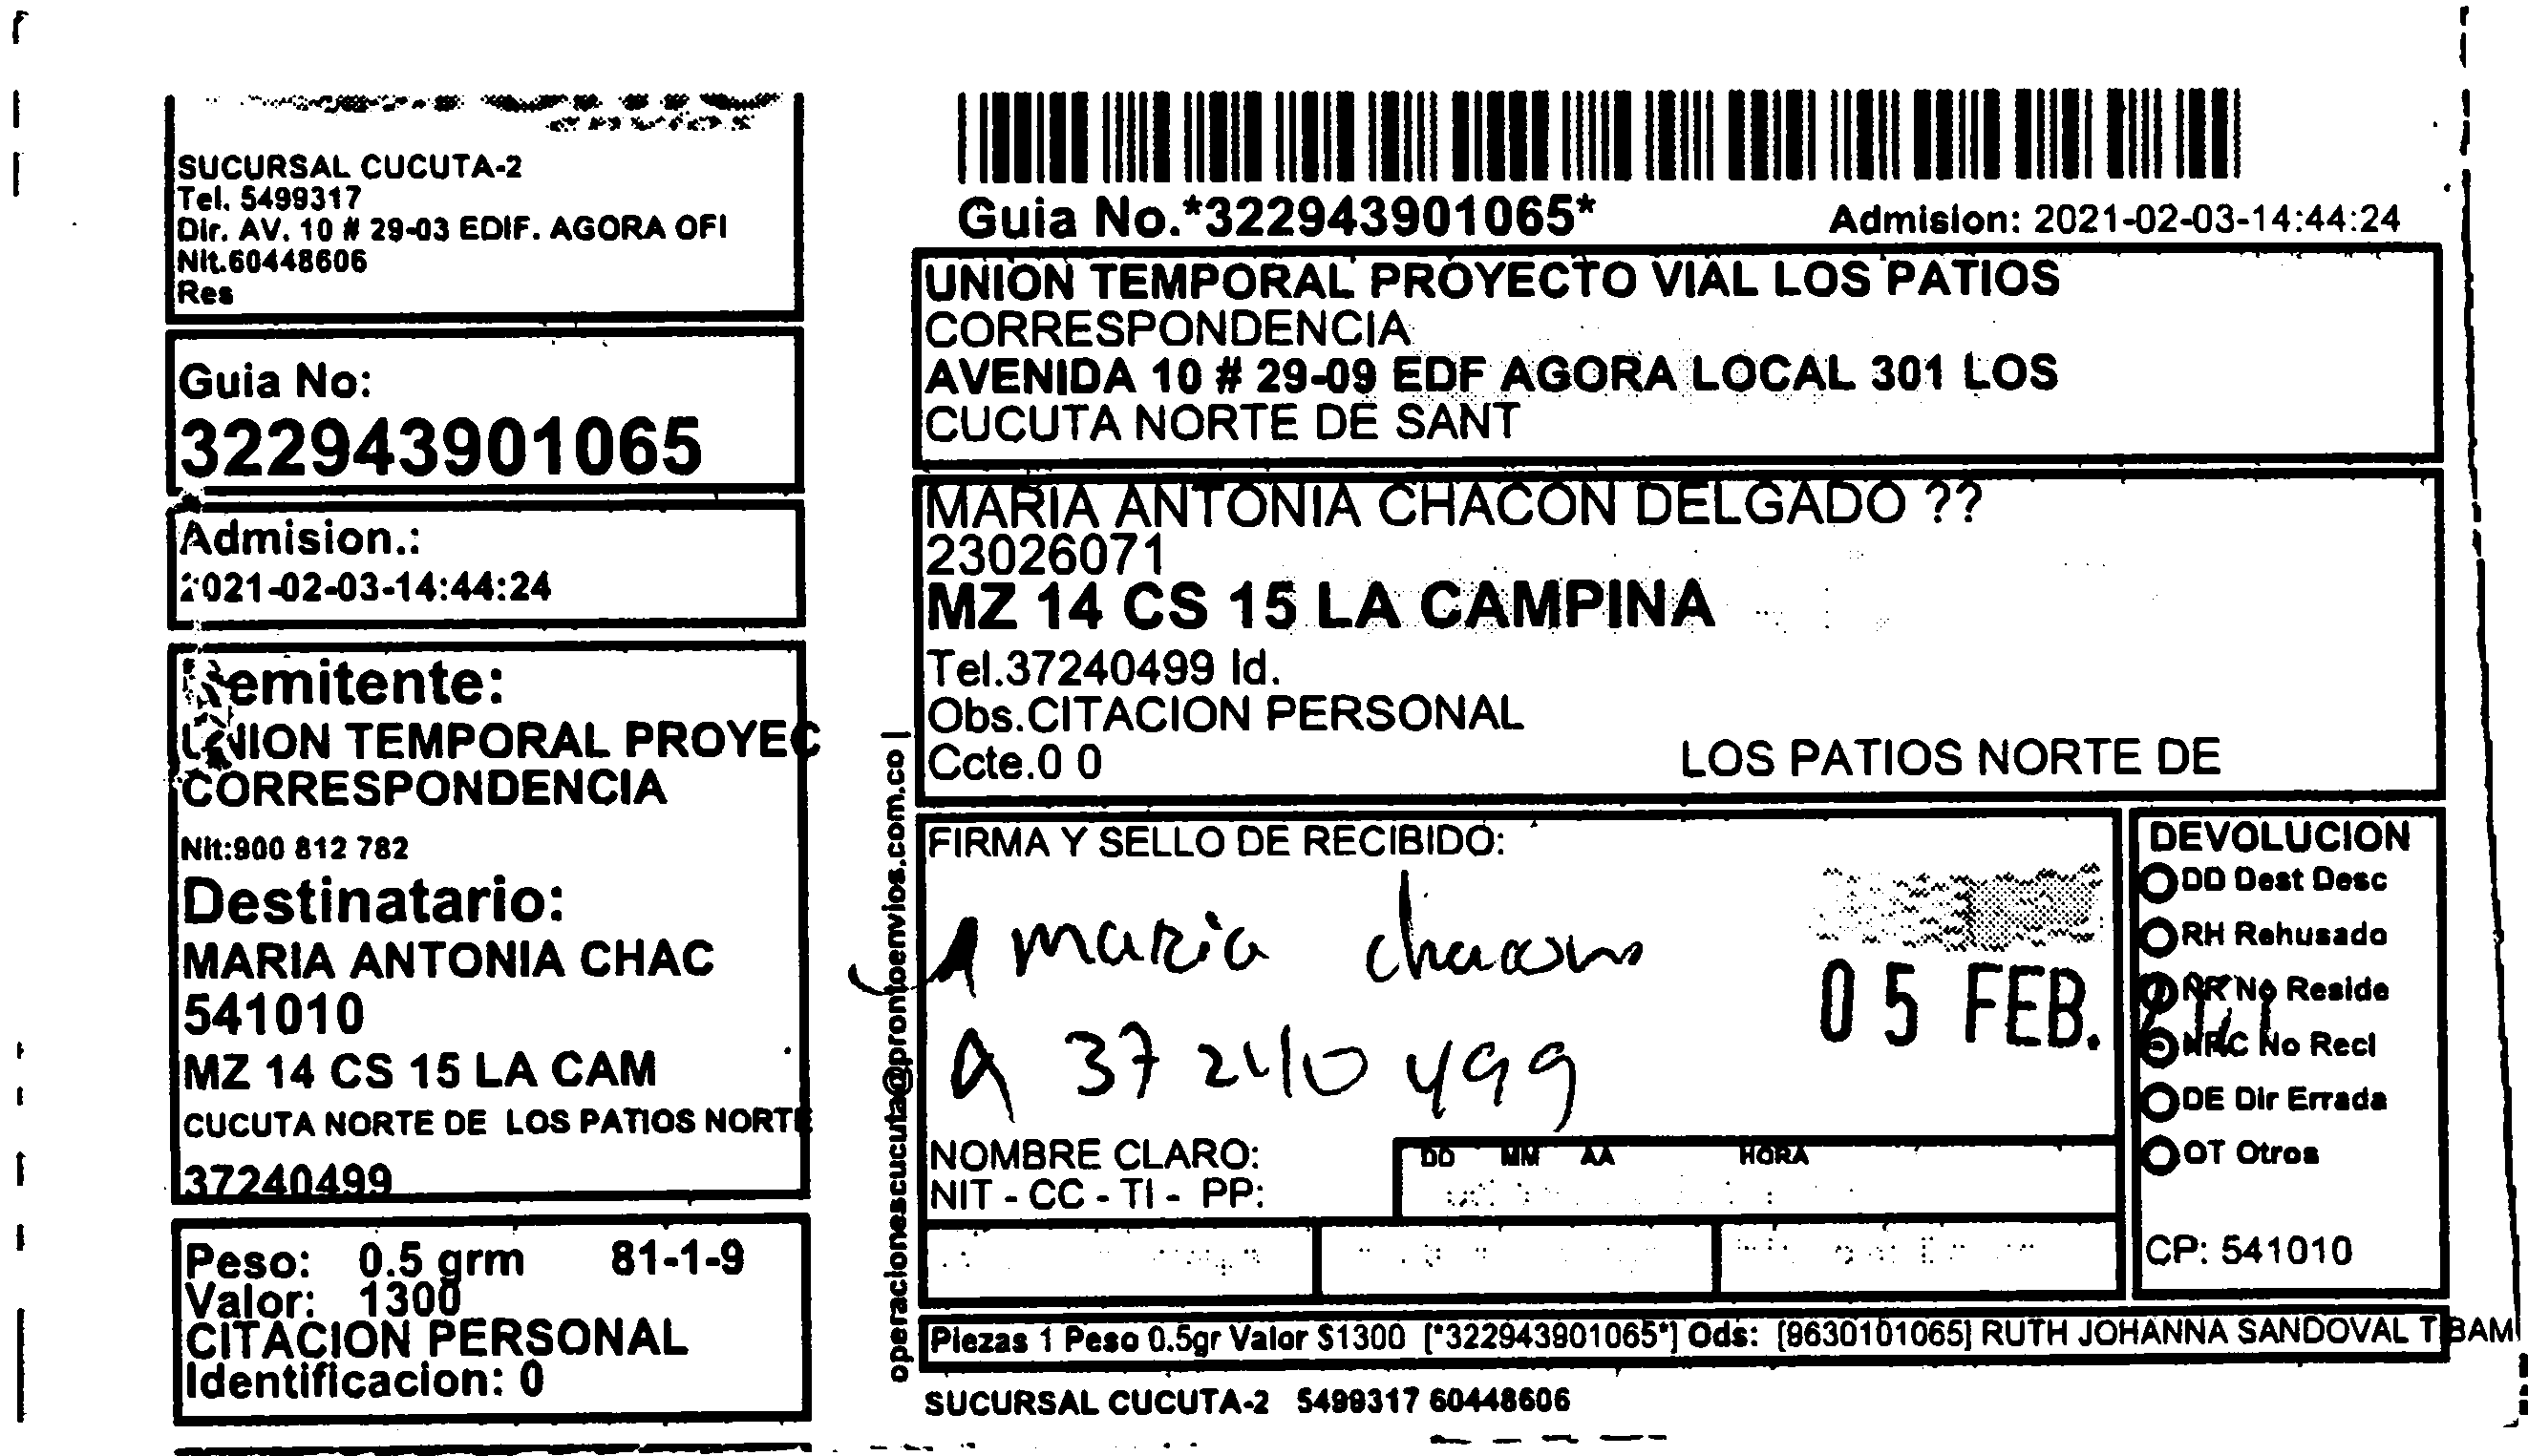 SUCURSAL CUCUTA-2
Tel. 5499317
Dir. AV. 10 # 29-03 EDIF. AGORA OFI
Nit.60448606
Res
Guia No:
322943901065
Admision.:
2021-02-03-14:44:24
Remitente:
UNION TEMPORAL PROYEC
CORRESPONDENCIA
Nit:900 812 782
Destinatario:
MARIA ANTONIA CHAC
541010
MZ 14 CS 15 LA CAM
CUCUTA NORTE DE LOS PATIOS NORTE
37240499
Peso: 0.5 grm 81-1-9
Valor: 1300
CITACION PERSONAL
Identificacion: 0
operacionescucuta@prontoenvios.com.co |
Guia No.*322943901065*
Admision: 2021-02-03-14:44:24
UNION TEMPORAL PROYECTO VIAL LOS PATIOS
CORRESPONDENCIA
AVENIDA 10 # 29-09 EDF AGORA LOCAL 301 LOS
CUCUTA NORTE DE SANT
MARIA ANTONIA CHACON DELGADO ??
23026071
MZ 14 CS 15 LA CAMPINA
Tel.37240499 Id.
Obs.CITACION PERSONAL
Ccte.0 0
LOS PATIOS NORTE DE
FIRMA Y SELLO DE RECIBIDO:
maria chacon
37240499
05 FEB.
NOMBRE CLARO:
NIT - CC - TI - PP:
DD MM AA HORA
DEVOLUCION
DD Dest Desc
RH Rehusado
NR No Reside
NRC No Recl
DE Dir Errada
OT Otros
CP: 541010
Piezas 1 Peso 0.5gr Valor $1300 [*322943901065*] Ods: [9630101065] RUTH JOHANNA SANDOVAL TIBAM
SUCURSAL CUCUTA-2 5499317 60448606